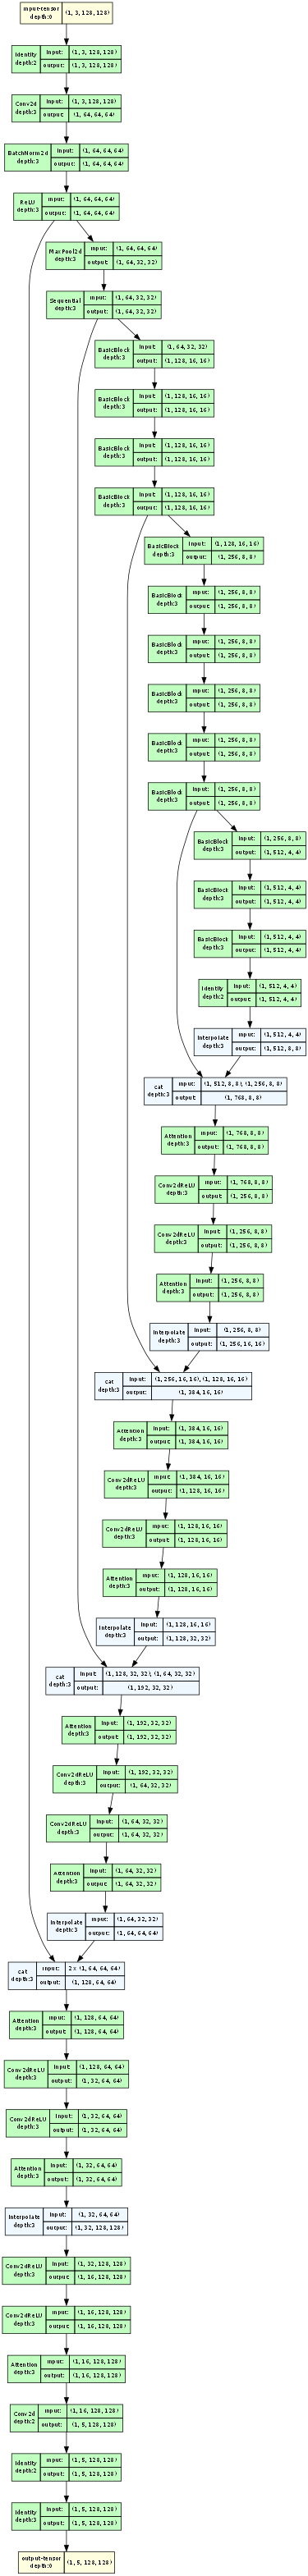 input-tensor
depth:0
(1, 3, 128, 128)
Identity
depth:2
input:
(1, 3, 128, 128)
output:
(1, 3, 128, 128)
Conv2d
depth:3
input:
(1, 3, 128, 128)
output:
(1, 64, 64, 64)
BatchNorm2d
depth:3
input:
(1, 64, 64, 64)
output:
(1, 64, 64, 64)
ReLU
depth:3
input:
(1, 64, 64, 64)
output:
(1, 64, 64, 64)
MaxPool2d
depth:3
input:
(1, 64, 64, 64)
output:
(1, 64, 32, 32)
Sequential
depth:3
input:
(1, 64, 32, 32)
output:
(1, 64, 32, 32)
BasicBlock
depth:3
input:
(1, 64, 32, 32)
output:
(1, 128, 16, 16)
BasicBlock
depth:3
input:
(1, 128, 16, 16)
output:
(1, 128, 16, 16)
BasicBlock
depth:3
input:
(1, 128, 16, 16)
output:
(1, 128, 16, 16)
BasicBlock
depth:3
input:
(1, 128, 16, 16)
output:
(1, 128, 16, 16)
BasicBlock
depth:3
input:
(1, 128, 16, 16)
output:
(1, 256, 8, 8)
BasicBlock
depth:3
input:
(1, 256, 8, 8)
output:
(1, 256, 8, 8)
BasicBlock
depth:3
input:
(1, 256, 8, 8)
output:
(1, 256, 8, 8)
BasicBlock
depth:3
input:
(1, 256, 8, 8)
output:
(1, 256, 8, 8)
BasicBlock
depth:3
input:
(1, 256, 8, 8)
output:
(1, 256, 8, 8)
BasicBlock
depth:3
input:
(1, 256, 8, 8)
output:
(1, 256, 8, 8)
BasicBlock
depth:3
input:
(1, 256, 8, 8)
output:
(1, 512, 4, 4)
BasicBlock
depth:3
input:
(1, 512, 4, 4)
output:
(1, 512, 4, 4)
BasicBlock
depth:3
input:
(1, 512, 4, 4)
output:
(1, 512, 4, 4)
Identity
depth:2
input:
(1, 512, 4, 4)
output:
(1, 512, 4, 4)
interpolate
depth:3
input:
(1, 512, 4, 4)
output:
(1, 512, 8, 8)
cat
depth:3
input:
(1, 512, 8, 8), (1, 256, 8, 8)
output:
(1, 768, 8, 8)
Attention
depth:3
input:
(1, 768, 8, 8)
output:
(1, 768, 8, 8)
Conv2dReLU
depth:3
input:
(1, 768, 8, 8)
output:
(1, 256, 8, 8)
Conv2dReLU
depth:3
input:
(1, 256, 8, 8)
output:
(1, 256, 8, 8)
Attention
depth:3
input:
(1, 256, 8, 8)
output:
(1, 256, 8, 8)
interpolate
depth:3
input:
(1, 256, 8, 8)
output:
(1, 256, 16, 16)
cat
depth:3
input:
(1, 256, 16, 16), (1, 128, 16, 16)
output:
(1, 384, 16, 16)
Attention
depth:3
input:
(1, 384, 16, 16)
output:
(1, 384, 16, 16)
Conv2dReLU
depth:3
input:
(1, 384, 16, 16)
output:
(1, 128, 16, 16)
Conv2dReLU
depth:3
input:
(1, 128, 16, 16)
output:
(1, 128, 16, 16)
Attention
depth:3
input:
(1, 128, 16, 16)
output:
(1, 128, 16, 16)
interpolate
depth:3
input:
(1, 128, 16, 16)
output:
(1, 128, 32, 32)
cat
depth:3
input:
(1, 128, 32, 32), (1, 64, 32, 32)
output:
(1, 192, 32, 32)
Attention
depth:3
input:
(1, 192, 32, 32)
output:
(1, 192, 32, 32)
Conv2dReLU
depth:3
input:
(1, 192, 32, 32)
output:
(1, 64, 32, 32)
Conv2dReLU
depth:3
input:
(1, 64, 32, 32)
output:
(1, 64, 32, 32)
Attention
depth:3
input:
(1, 64, 32, 32)
output:
(1, 64, 32, 32)
interpolate
depth:3
input:
(1, 64, 32, 32)
output:
(1, 64, 64, 64)
cat
depth:3
input:
2 x (1, 64, 64, 64)
output:
(1, 128, 64, 64)
Attention
depth:3
input:
(1, 128, 64, 64)
output:
(1, 128, 64, 64)
Conv2dReLU
depth:3
input:
(1, 128, 64, 64)
output:
(1, 32, 64, 64)
Conv2dReLU
depth:3
input:
(1, 32, 64, 64)
output:
(1, 32, 64, 64)
Attention
depth:3
input:
(1, 32, 64, 64)
output:
(1, 32, 64, 64)
interpolate
depth:3
input:
(1, 32, 64, 64)
output:
(1, 32, 128, 128)
Conv2dReLU
depth:3
input:
(1, 32, 128, 128)
output:
(1, 16, 128, 128)
Conv2dReLU
depth:3
input:
(1, 16, 128, 128)
output:
(1, 16, 128, 128)
Attention
depth:3
input:
(1, 16, 128, 128)
output:
(1, 16, 128, 128)
Conv2d
depth:2
input:
(1, 16, 128, 128)
output:
(1, 5, 128, 128)
Identity
depth:2
input:
(1, 5, 128, 128)
output:
(1, 5, 128, 128)
Identity
depth:3
input:
(1, 5, 128, 128)
output:
(1, 5, 128, 128)
output-tensor
depth:0
(1, 5, 128, 128)